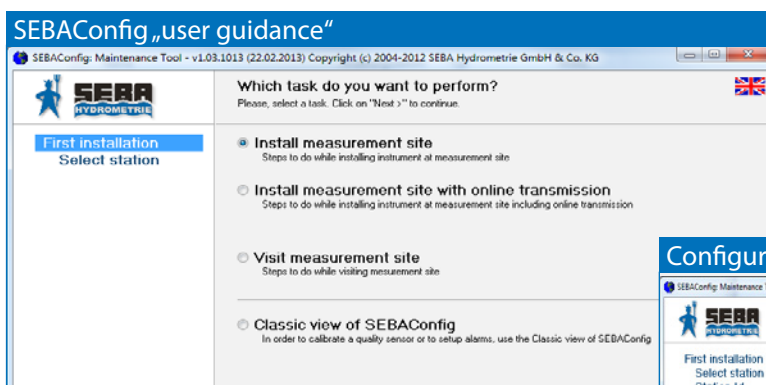 SEBAConfig „user guidance“
SEBAConfig: Maintenance Tool - v1.03.1013 (22.02.2013) Copyright (c) 2004-2012 SEBA Hydrometrie GmbH & Co. KG
SEBA
HYDROMETRIE
Which task do you want to perform?
Please, select a task. Click on "Next >" to continue.
First installation
Select station
Install measurement site
Steps to do while installing instrument at measurement site
Install measurement site with online transmission
Steps to do while installing instrument at measurement site including online transmission
Visit measurement site
Steps to do while visiting mesurement site
Classic view of SEBAConfig
In order to calibrate a quality sensor or to setup alarms, use the Classic view of SEBAConfig
Configur
SEBAConfig: Maintenance
SEBA
HYDROMETRIE
First installation
Select station